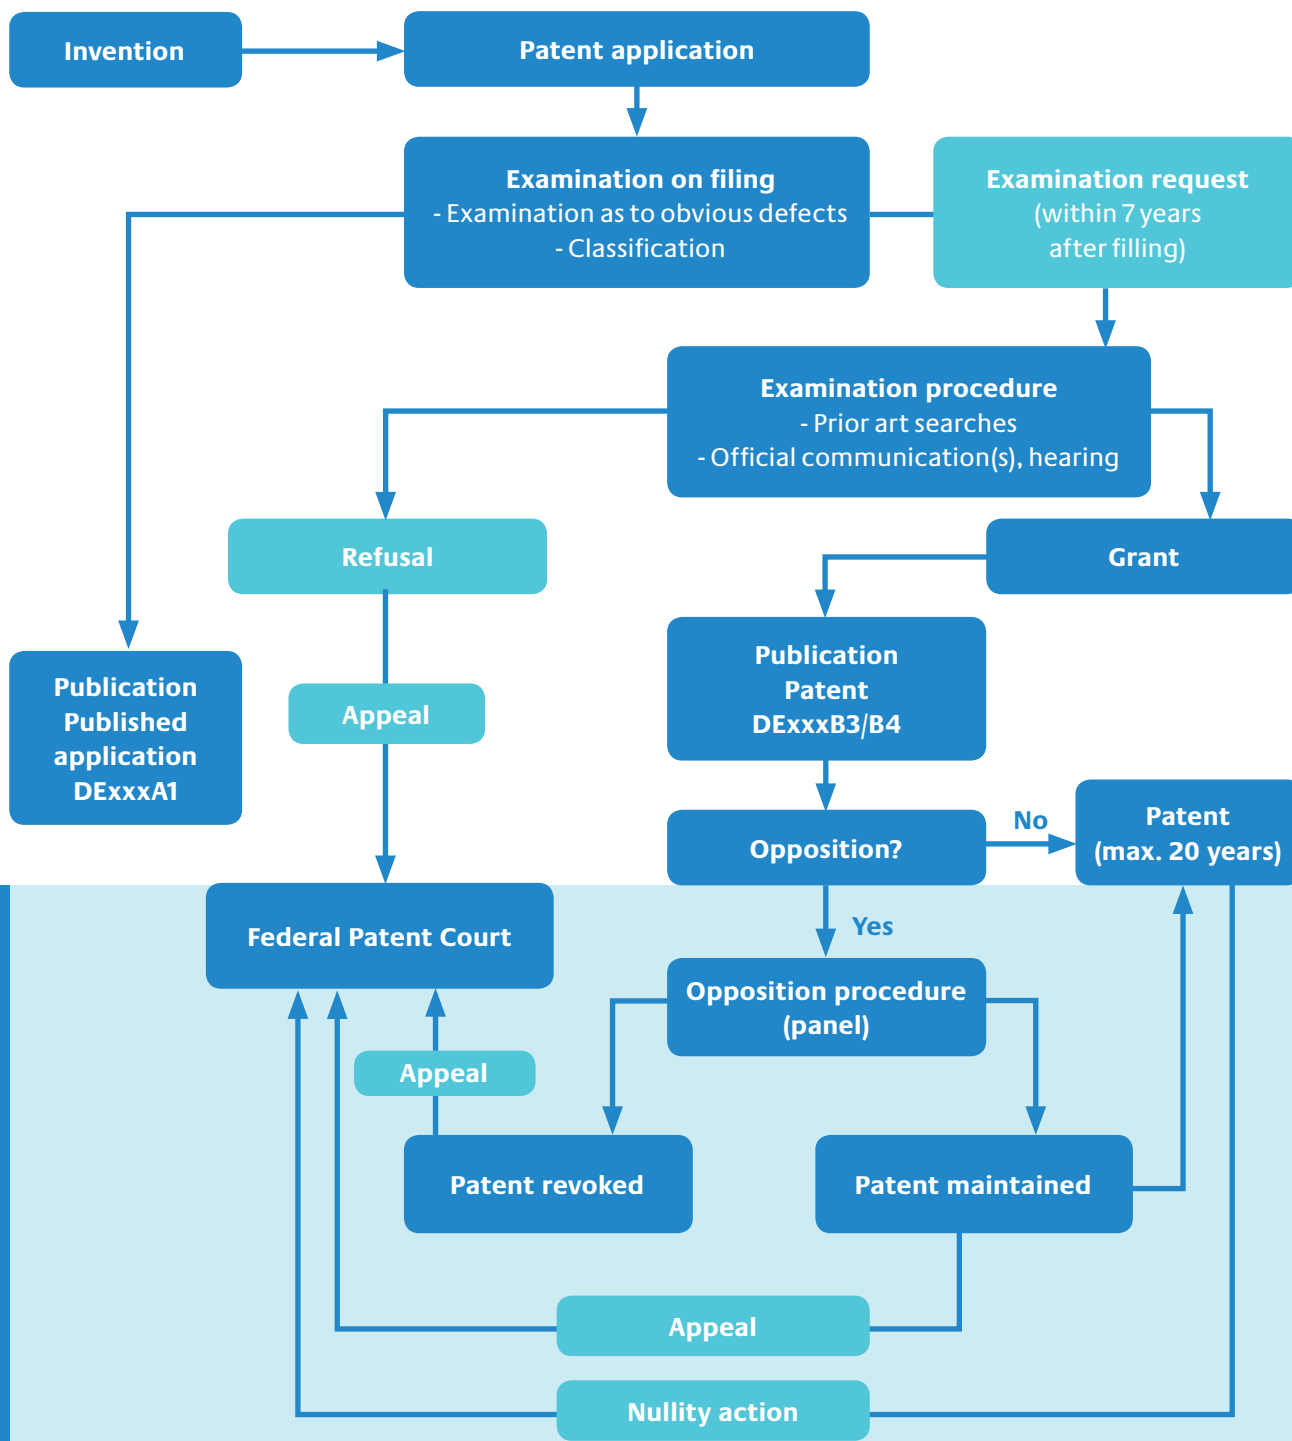 Invention
Patent application
Examination on filing
- Examination as to obvious defects
- Classification
Examination request
(within 7 years
after filling)
Examination procedure
- Prior art searches
- Official communication(s), hearing
Refusal
Grant
Publication
Patent
DExxxB3/B4
Publication
Published
application
DExxxA1
Appeal
Opposition?
No
Patent
(max. 20 years)
Federal Patent Court
Yes
Opposition procedure
(panel)
Appeal
Patent revoked
Patent maintained
Appeal
Nullity action